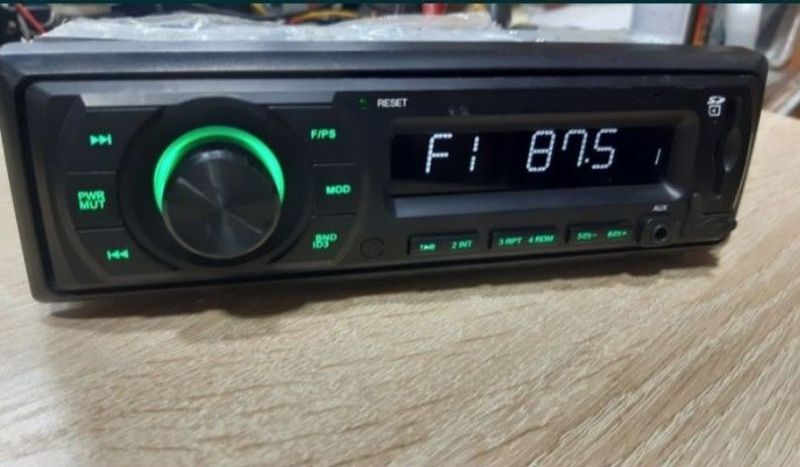 RESET
F/PS
PWR
MUT
MOD
BND
ID3
F1 87.5 1
AUX
2 INT
3 RPT 4 RDM